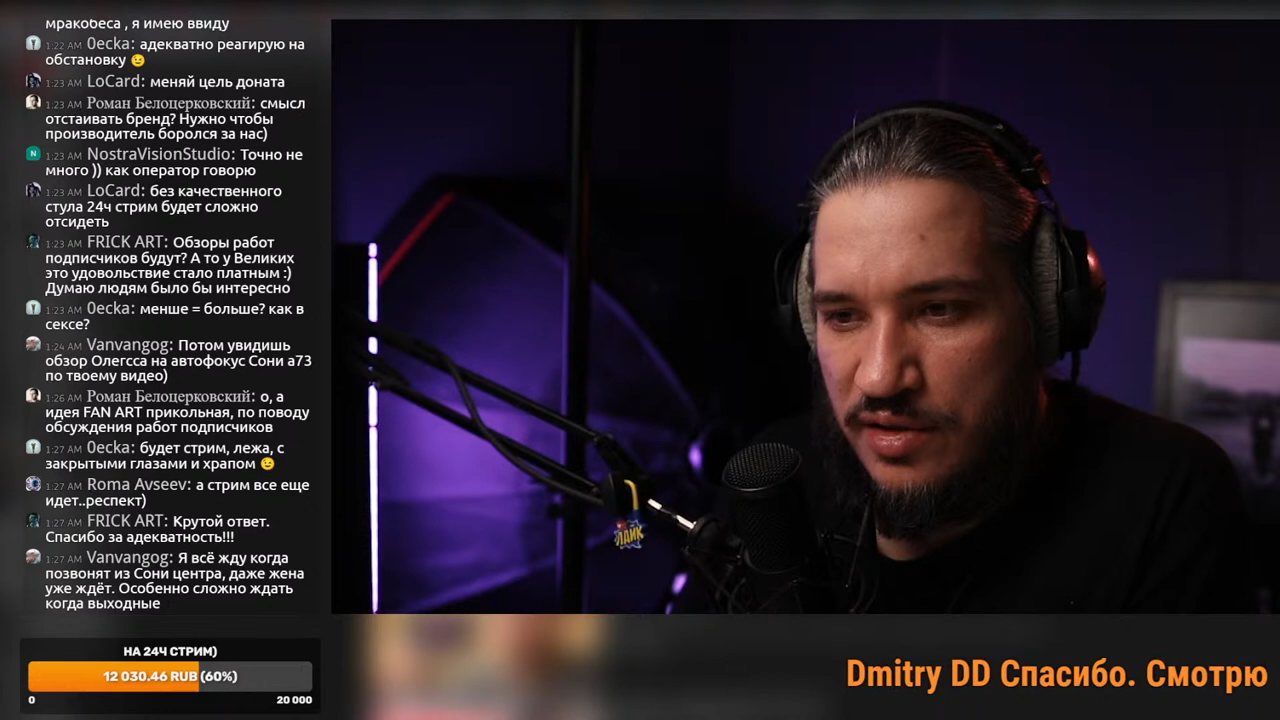 мракобеса , я имею ввиду
1:22 AM 0ecka: адекватно реагирую на
обстановку
1:23 AM LoCard: меняй цель доната
1:23 AM Роман Белоцерковский: смысл
отстаивать бренд? Нужно чтобы
производитель боролся за нас)
N 1:23 AM NostraVisionStudio: Точно не
много )) как оператор говорю
1:23 AM LoCard: без качественного
стула 24ч стрим будет сложно
отсидеть
1:23 AM FRICK ART: Обзоры работ
подписчиков будут? А то у Великих
это удовольствие стало платным :)
Думаю людям было бы интересно
1:23 AM 0ecka: менше = больше? как в
сексе?
1:24 AM Vanvangog: Потом увидишь
обзор Олегсса на автофокус Сони а73
по твоему видео)
1:26 AM Роман Белоцерковский: о, а
идея FAN ART прикольная, по поводу
обсуждения работ подписчиков
1:27 AM 0ecka: будет стрим, лежа, с
закрытыми глазами и храпом
1:27 AM Roma Avseev: а стрим все еще
идет..респект)
1:27 AM FRICK ART: Крутой ответ.
Спасибо за адекватность!!!
1:27 AM Vanvangog: Я всё жду когда
позвонят из Сони центра, даже жена
уже ждёт. Особенно сложно ждать
когда выходные
ЛАЙК
НА 24Ч СТРИМ)
12 030.46 RUB (60%)
0 20 000
Dmitry DD Спасибо. Смотрю